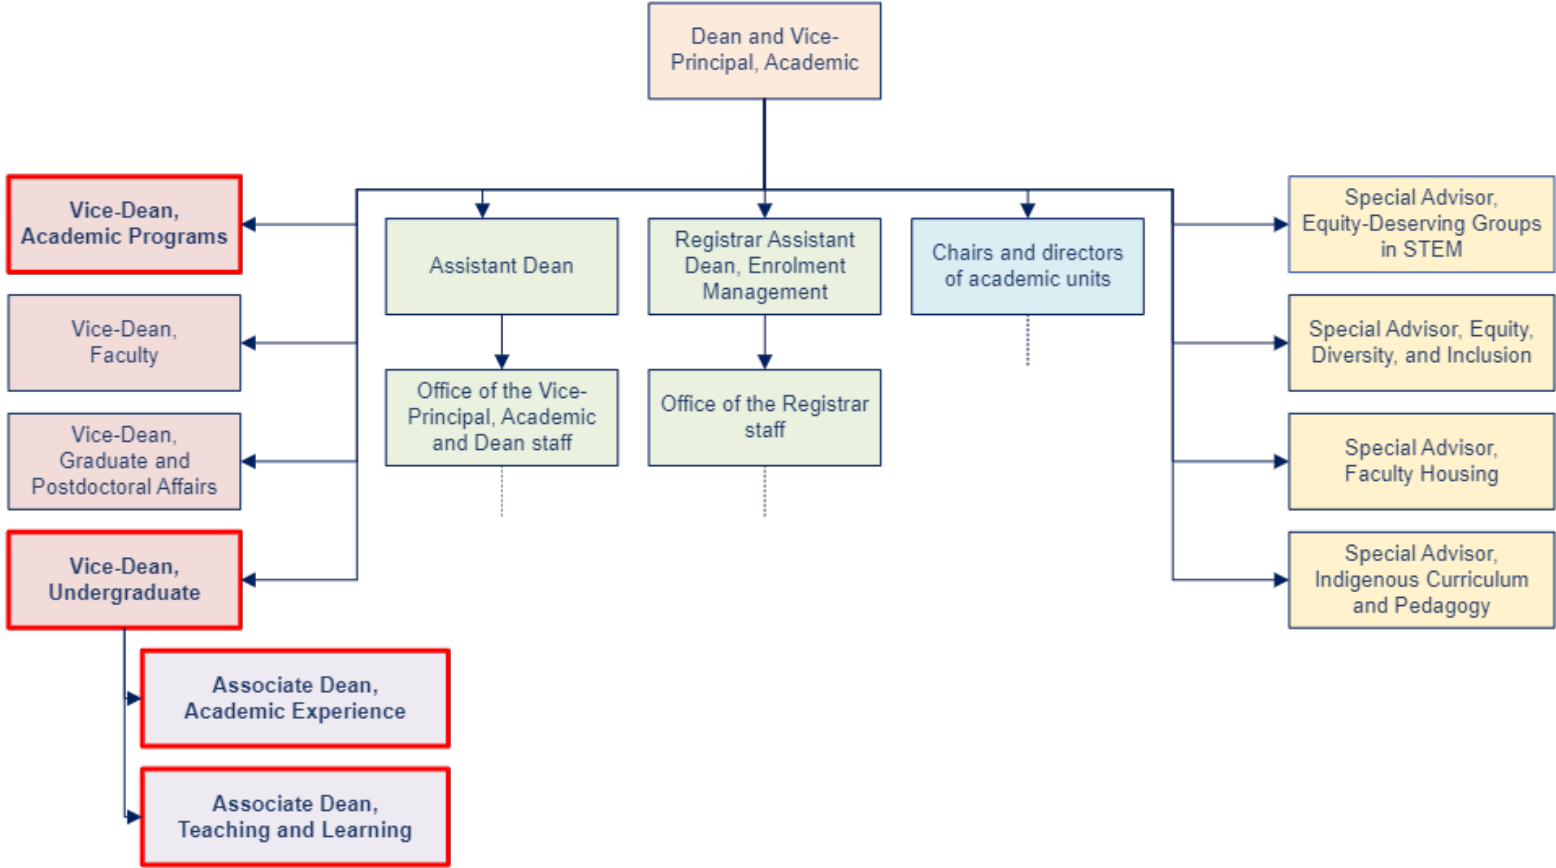 Dean and Vice-
Principal, Academic
Vice-Dean,
Academic Programs
Vice-Dean,
Faculty
Vice-Dean,
Graduate and
Postdoctoral Affairs
Vice-Dean,
Undergraduate
Associate Dean,
Academic Experience
Associate Dean,
Teaching and Learning
Assistant Dean
Office of the Vice-
Principal, Academic
and Dean staff
Registrar Assistant
Dean, Enrolment
Management
Office of the Registrar
staff
Chairs and directors
of academic units
Special Advisor,
Equity-Deserving Groups
in STEM
Special Advisor, Equity,
Diversity, and Inclusion
Special Advisor,
Faculty Housing
Special Advisor,
Indigenous Curriculum
and Pedagogy